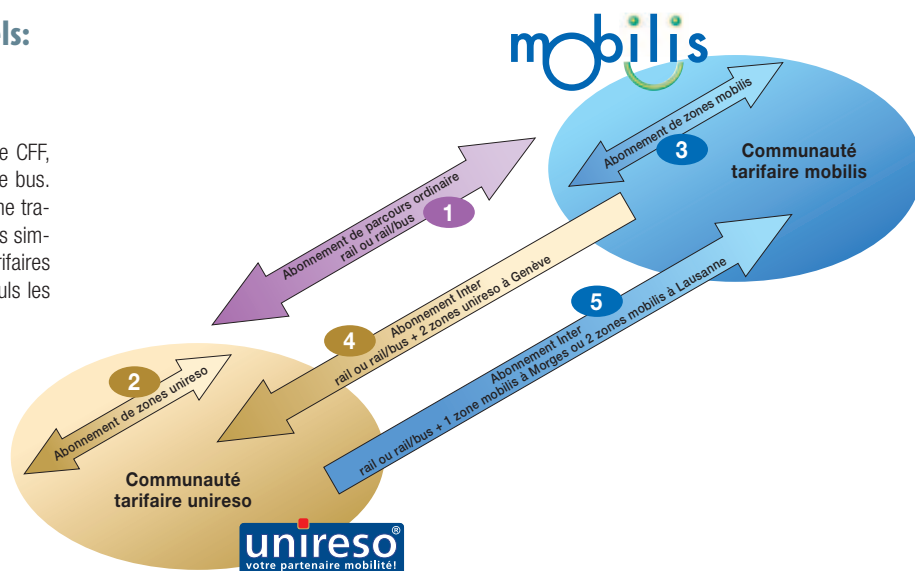 els:
e CFF,
e bus.
ne tra-
s sim-
rifaires
uls les
mobilis
Abonnement de zones mobilis
3
Communauté
tarifaire mobilis
Abonnement de parcours ordinaire
rail ou rail/bus
1
Abonnement Inter
rail ou rail/bus + 2 zones unireso à Genève
4
Abonnement Inter
rail ou rail/bus + 1 zone mobilis à Morges ou 2 zones mobilis à Lausanne
5
Abonnement de zones unireso
2
Communauté
tarifaire unireso
unireso®
votre partenaire mobilité!